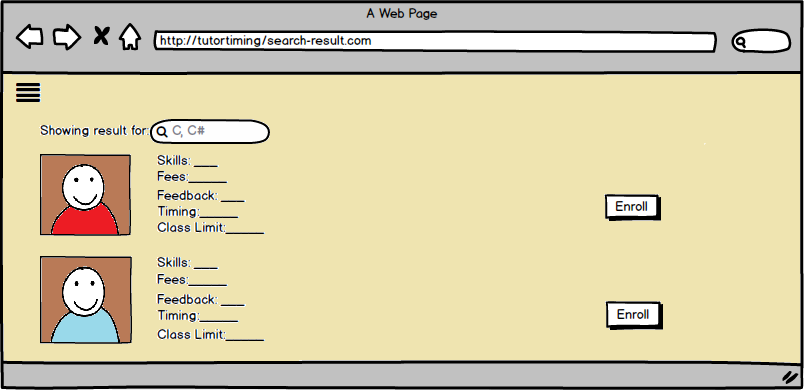 A Web Page
http://tutortiming/search-result.com
Showing result for: C, C#
Skills: ___
Fees:_____
Feedback: ___
Timing:_____
Class Limit:_____
Enroll
Skills: ___
Fees:_____
Feedback: ___
Timing:_____
Class Limit:_____
Enroll